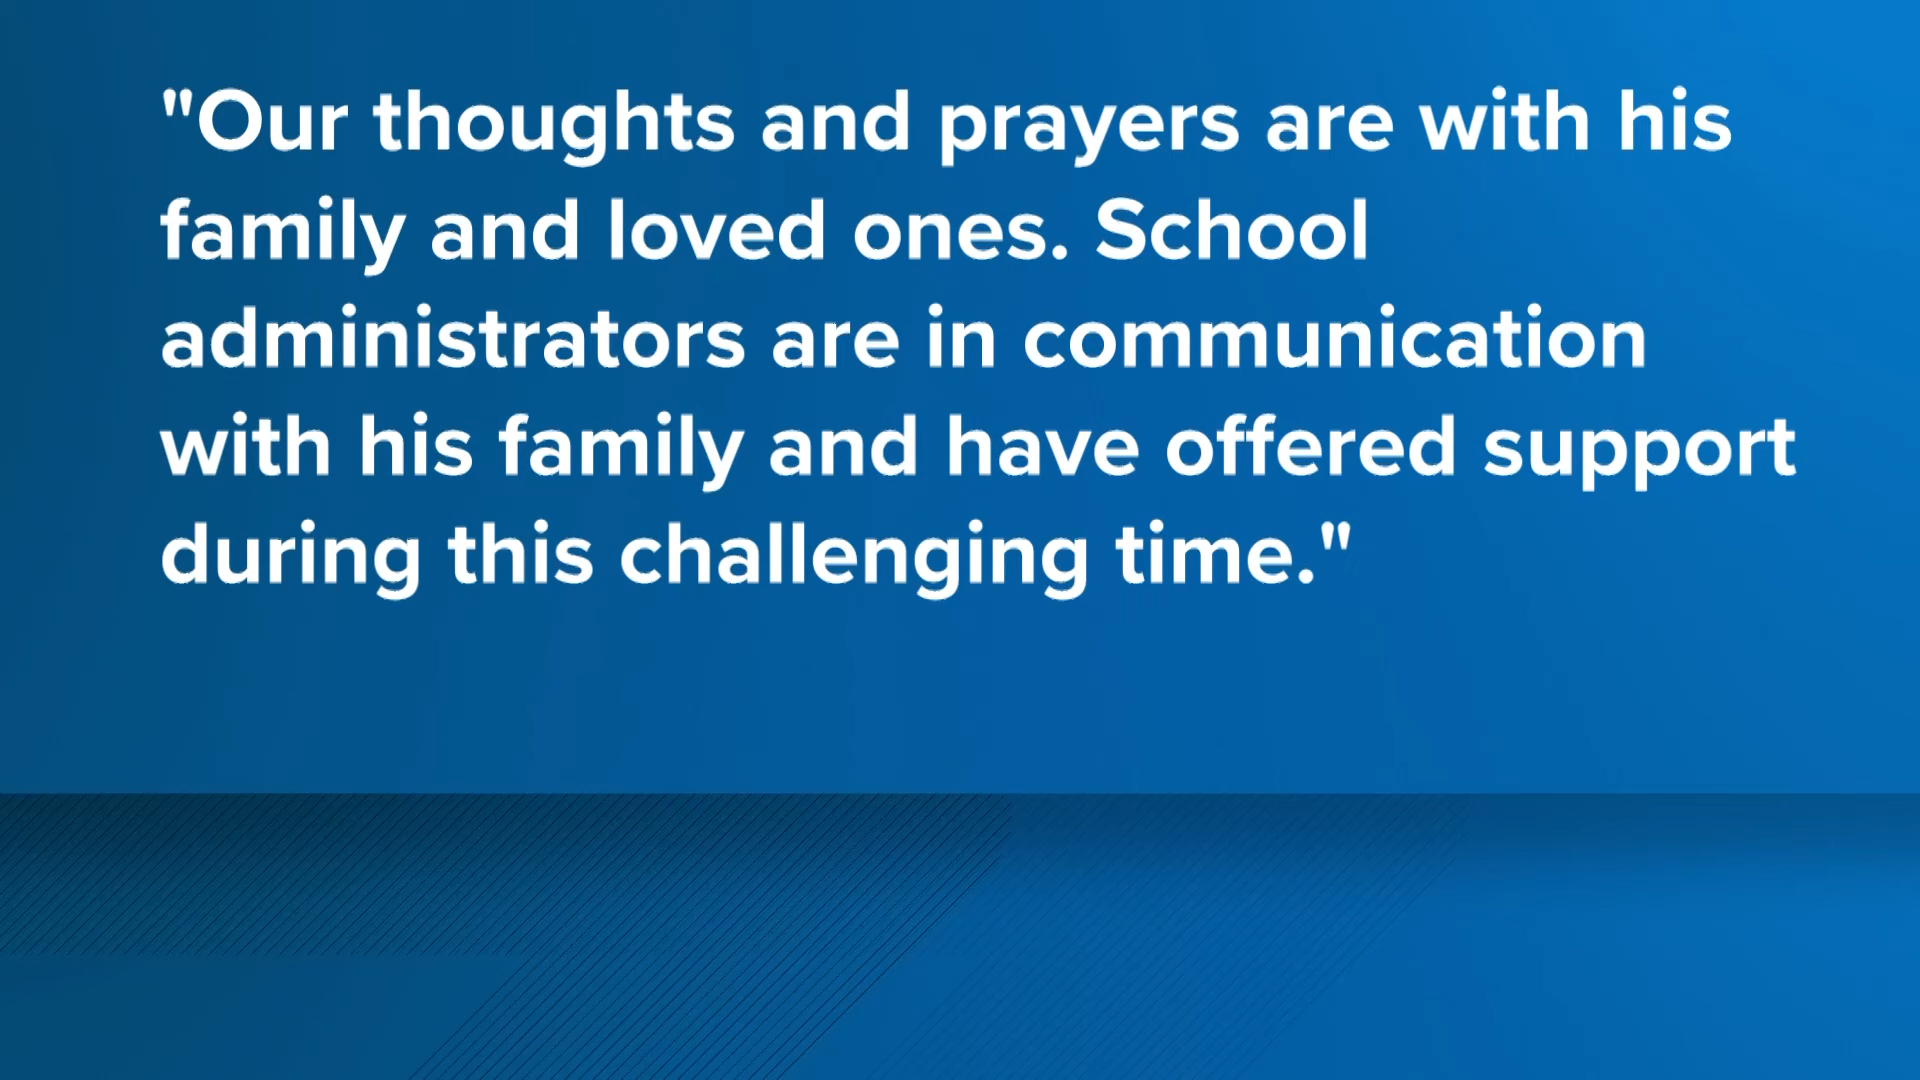 "Our thoughts and prayers are with his
family and loved ones. School
administrators are in communication
with his family and have offered support
during this challenging time."